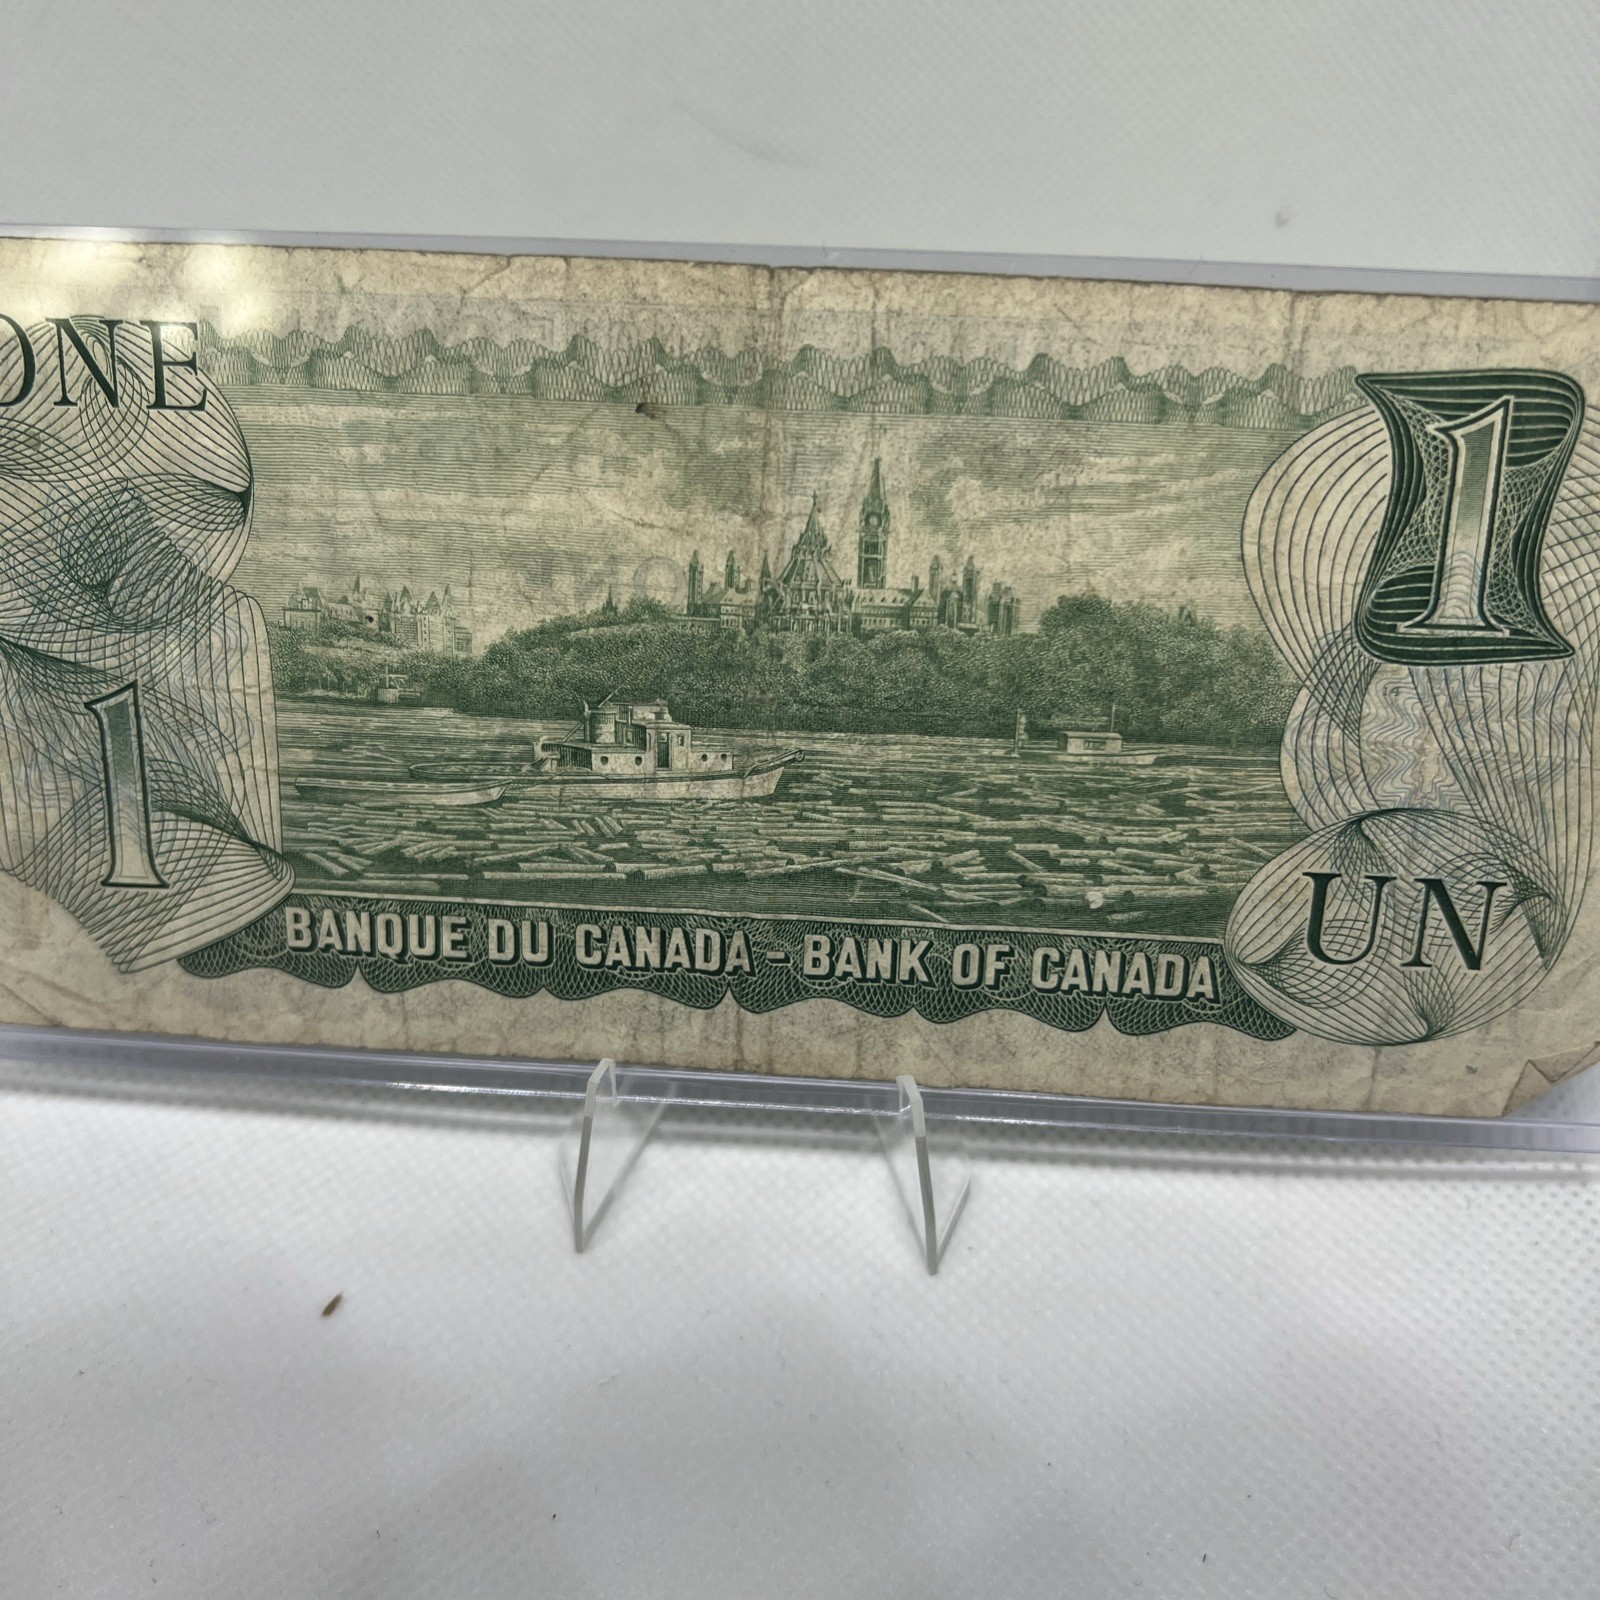 ONE
1
1
BANQUE DU CANADA - BANK OF CANADA
UN